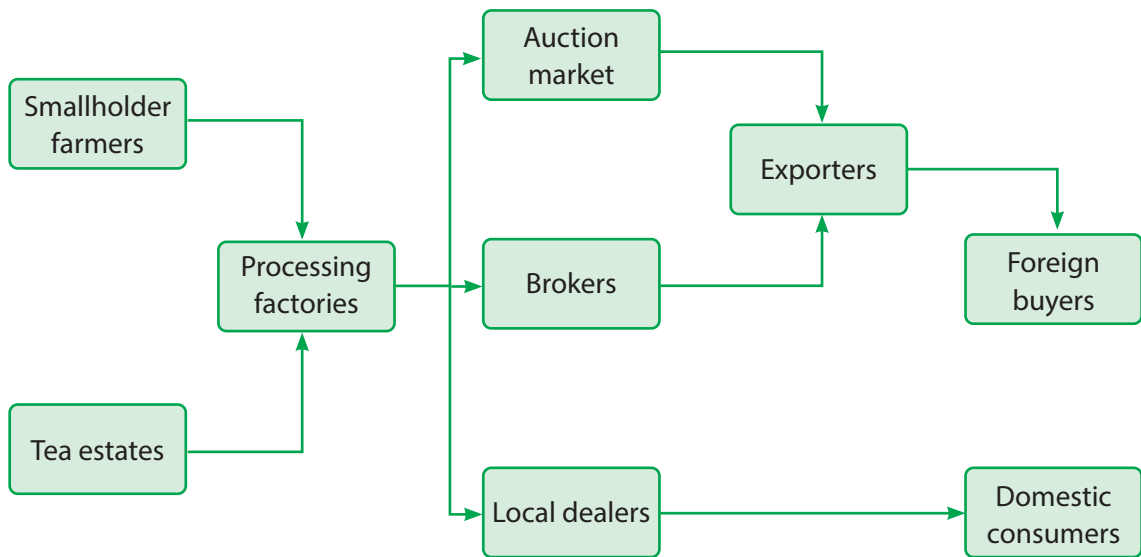 Smallholder
farmers
Tea estates
Processing
factories
Auction
market
Brokers
Local dealers
Exporters
Foreign
buyers
Domestic
consumers